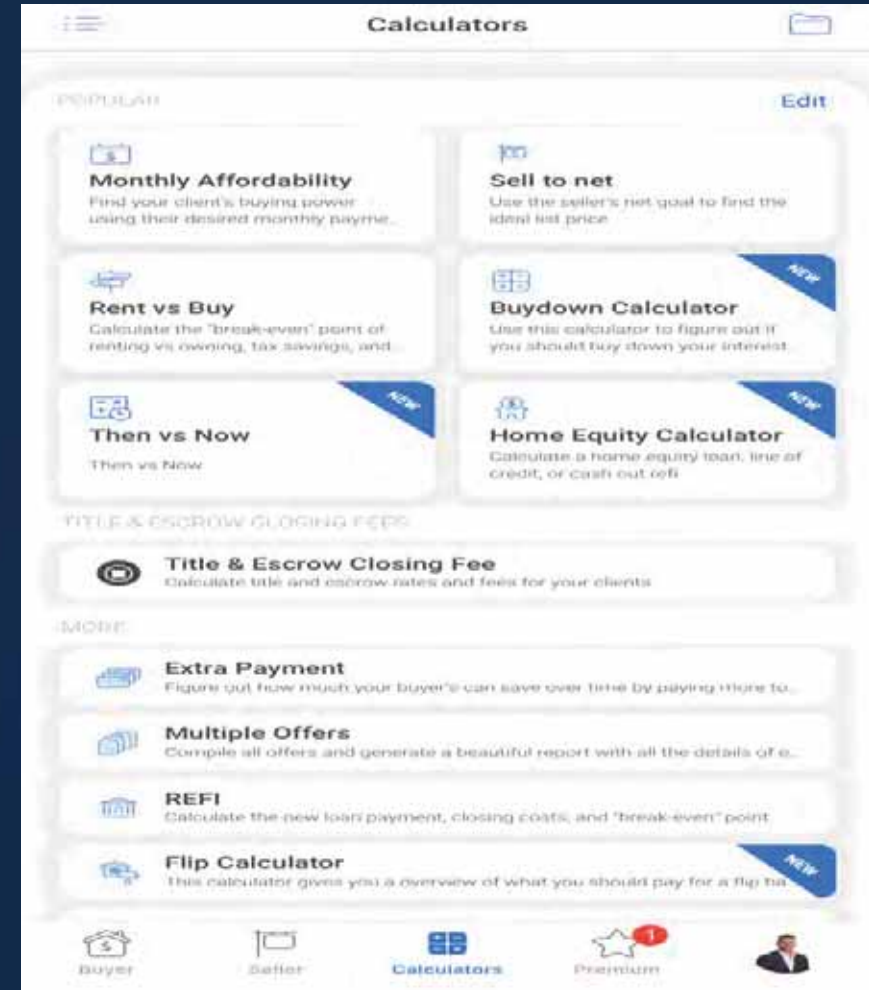 Calculators
POPULAR
Edit
Monthly Affordability
Find your client's buying power
using their desired monthly payme..
Sell to net
Use the seller's net goal to find the
ideal list price
Rent vs Buy
Calculate the "break-even" point of
renting vs owning, tax savings, and..
NEW
Buydown Calculator
Use this calculator to figure out if
you should buy down your interest..
NEW
Then vs Now
Then vs Now
NEW
Home Equity Calculator
Calculate a home equity loan, line of
credit, or cash out refi
TITLE & ESCROW CLOSING FEES
Title & Escrow Closing Fee
Calculate title and escrow rates and fees for your clients
MORE
Extra Payment
Figure out how much your buyer's can save over time by paying more to..
Multiple Offers
Compile all offers and generate a beautiful report with all the details of e..
REFI
Calculate the new loan payment, closing costs, and "break-even" point
NEW
Flip Calculator
This calculator gives you a overview of what you should pay for a flip ba
Buyer
Seller
Calculators
1
Premium